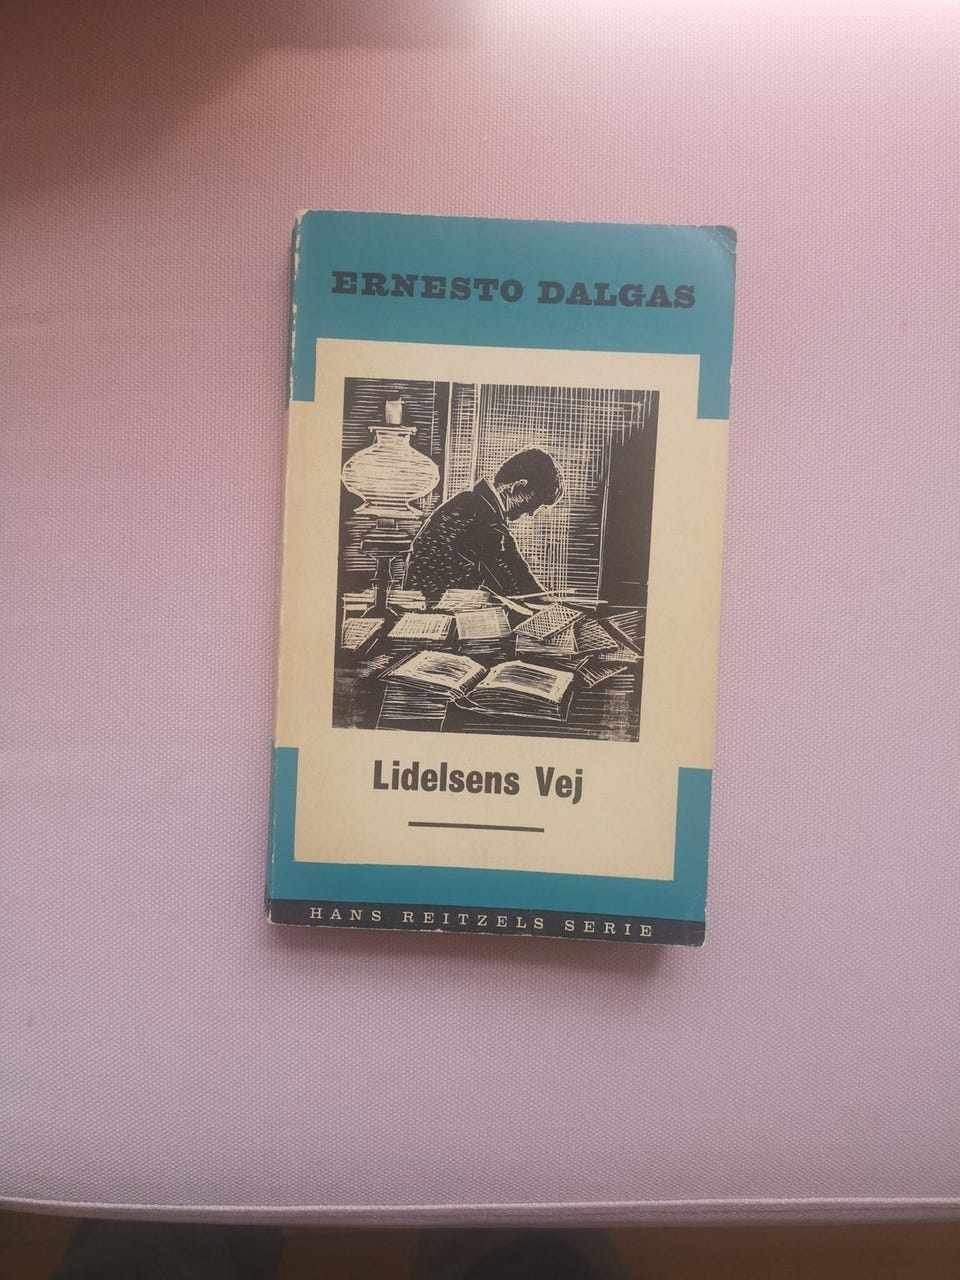 ERNESTO DALGAS
Lidelsens Vej
HANS REITZELS SERIE